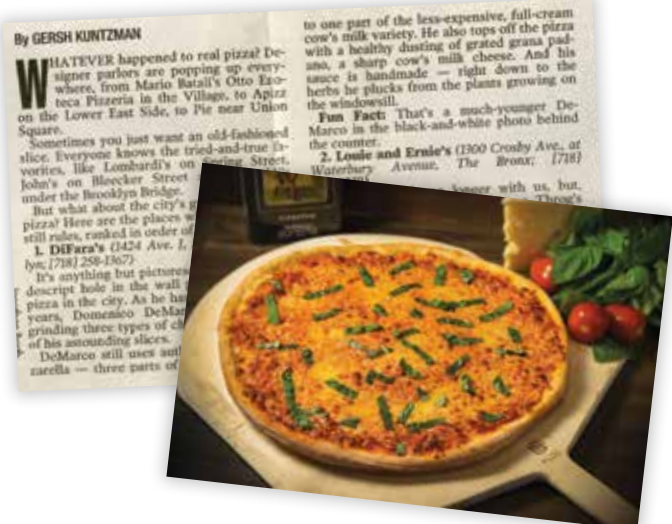 By GERSH KUNTZMAN
WHATEVER happened to real pizza? De-
signer parlors are popping up every-
where, from Mario Batali's Otto Eno-
teca Pizzeria in the Village, to Apizz
on the Lower East Side, to Pie near Union
Square.
Sometimes you just want an old-fashioned
slice. Everyone knows the tried-and-true fa-
vorites, like Lombardi's on Spring Street,
John's on Bleecker Street
under the Brooklyn Bridge.
But what about the city's
pizza? Here are the places
still rules, ranked in order of
1. DiFara's (1424 Ave. J,
lyn; [718] 258-1367)
It's anything but pictures
descript hole in the wall
pizza in the city. As he ha
years, Domenico DeMar
grinding three types of ch
of his astounding slices.
DeMarco still uses aut
zarella — three parts of
to one part of the less-expensive, full-cream
cow's milk variety. He also tops off the pizza
with a healthy dusting of grated grana pad-
ano, a sharp cow's milk cheese. And his
sauce is handmade — right down to the
herbs he plucks from the plants growing on
the windowsill.
Fun Fact: That's a much-younger De-
Marco in the black-and-white photo behind
the counter.
2. Louie and Ernie's (1300 Crosby Ave., at
Waterbury Avenue, The Bronx; [718]
longer with us, but,